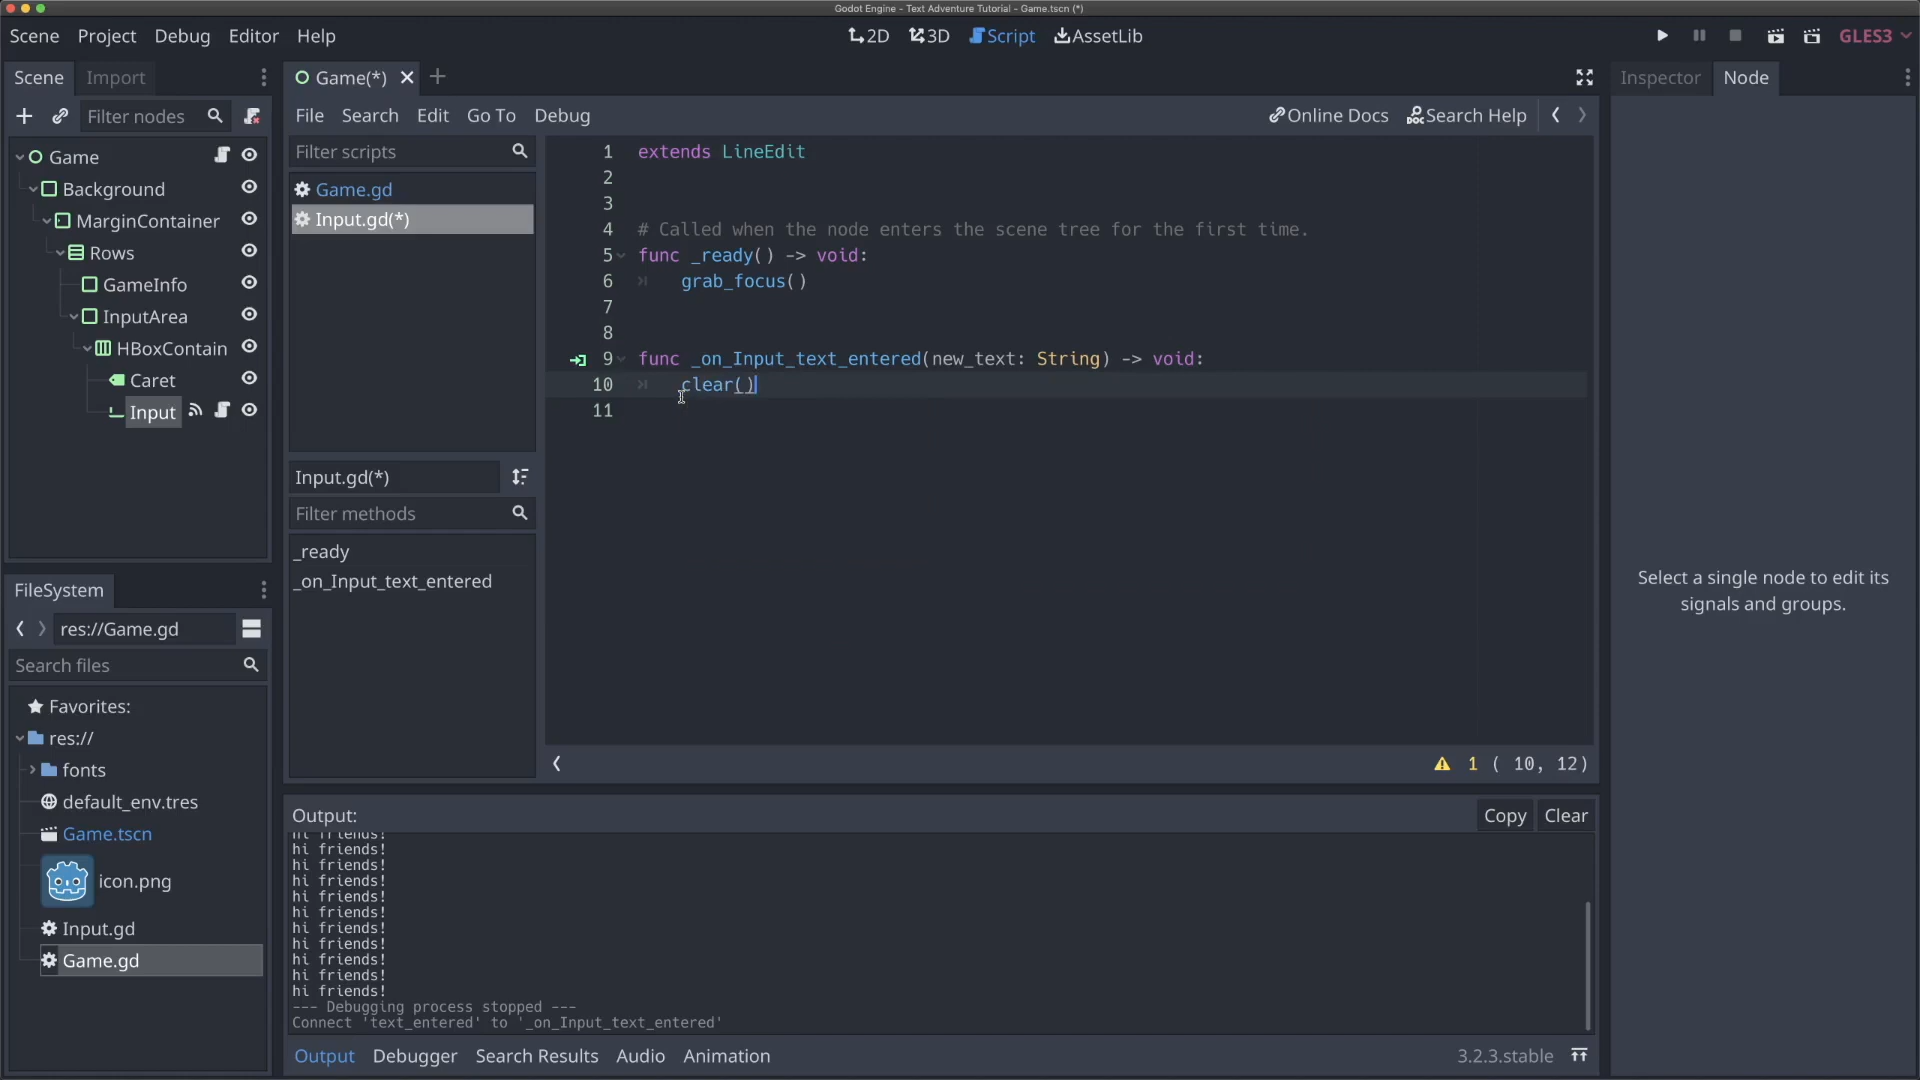 Godot Engine - Text Adventure Tutorial - Game.tscn (*)
Scene Project Debug Editor Help
2D 3D Script AssetLib
GLES3
Scene Import
Filter nodes
Game
Background
MarginContainer
Rows
GameInfo
InputArea
HBoxContain
Caret
Input
FileSystem
res://Game.gd
Search files
Favorites:
res://
fonts
default_env.tres
Game.tscn
icon.png
Input.gd
Game.gd
Game(*)
File Search Edit Go To Debug
Online Docs Search Help
Filter scripts
Game.gd
Input.gd(*)
Input.gd(*)
Filter methods
_ready
_on_Input_text_entered
1 extends LineEdit
2
3
4 # Called when the node enters the scene tree for the first time.
5 func _ready() -> void:
6 grab_focus()
7
8
9 func _on_Input_text_entered(new_text: String) -> void:
10 clear()
11
1 ( 10, 12)
Output:
Copy Clear
hi friends!
hi friends!
hi friends!
hi friends!
hi friends!
hi friends!
hi friends!
hi friends!
hi friends!
hi friends!
hi friends!
--- Debugging process stopped ---
Connect 'text_entered' to '_on_Input_text_entered'
Output Debugger Search Results Audio Animation
3.2.3.stable
Inspector Node
Select a single node to edit its
signals and groups.